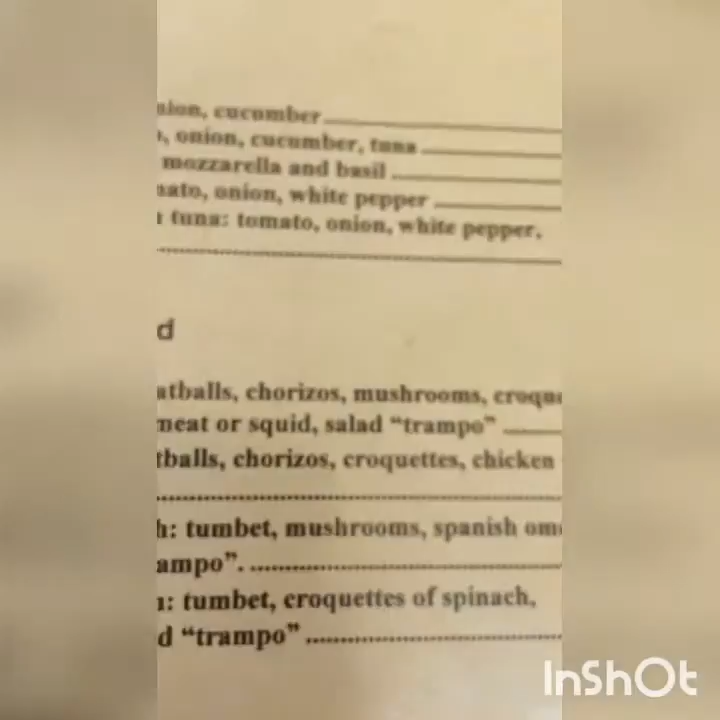 onion, cucumber
, onion, cucumber, tuna
mozzarella and basil
nato, onion, white pepper
tuna: tomato, onion, white pepper,
d
atballs, chorizos, mushrooms, croque
meat or squid, salad “trampo”
tballs, chorizos, croquettes, chicken
h: tumbet, mushrooms, spanish om
ampo”.
: tumbet, croquettes of spinach,
d “trampo”
InShOt